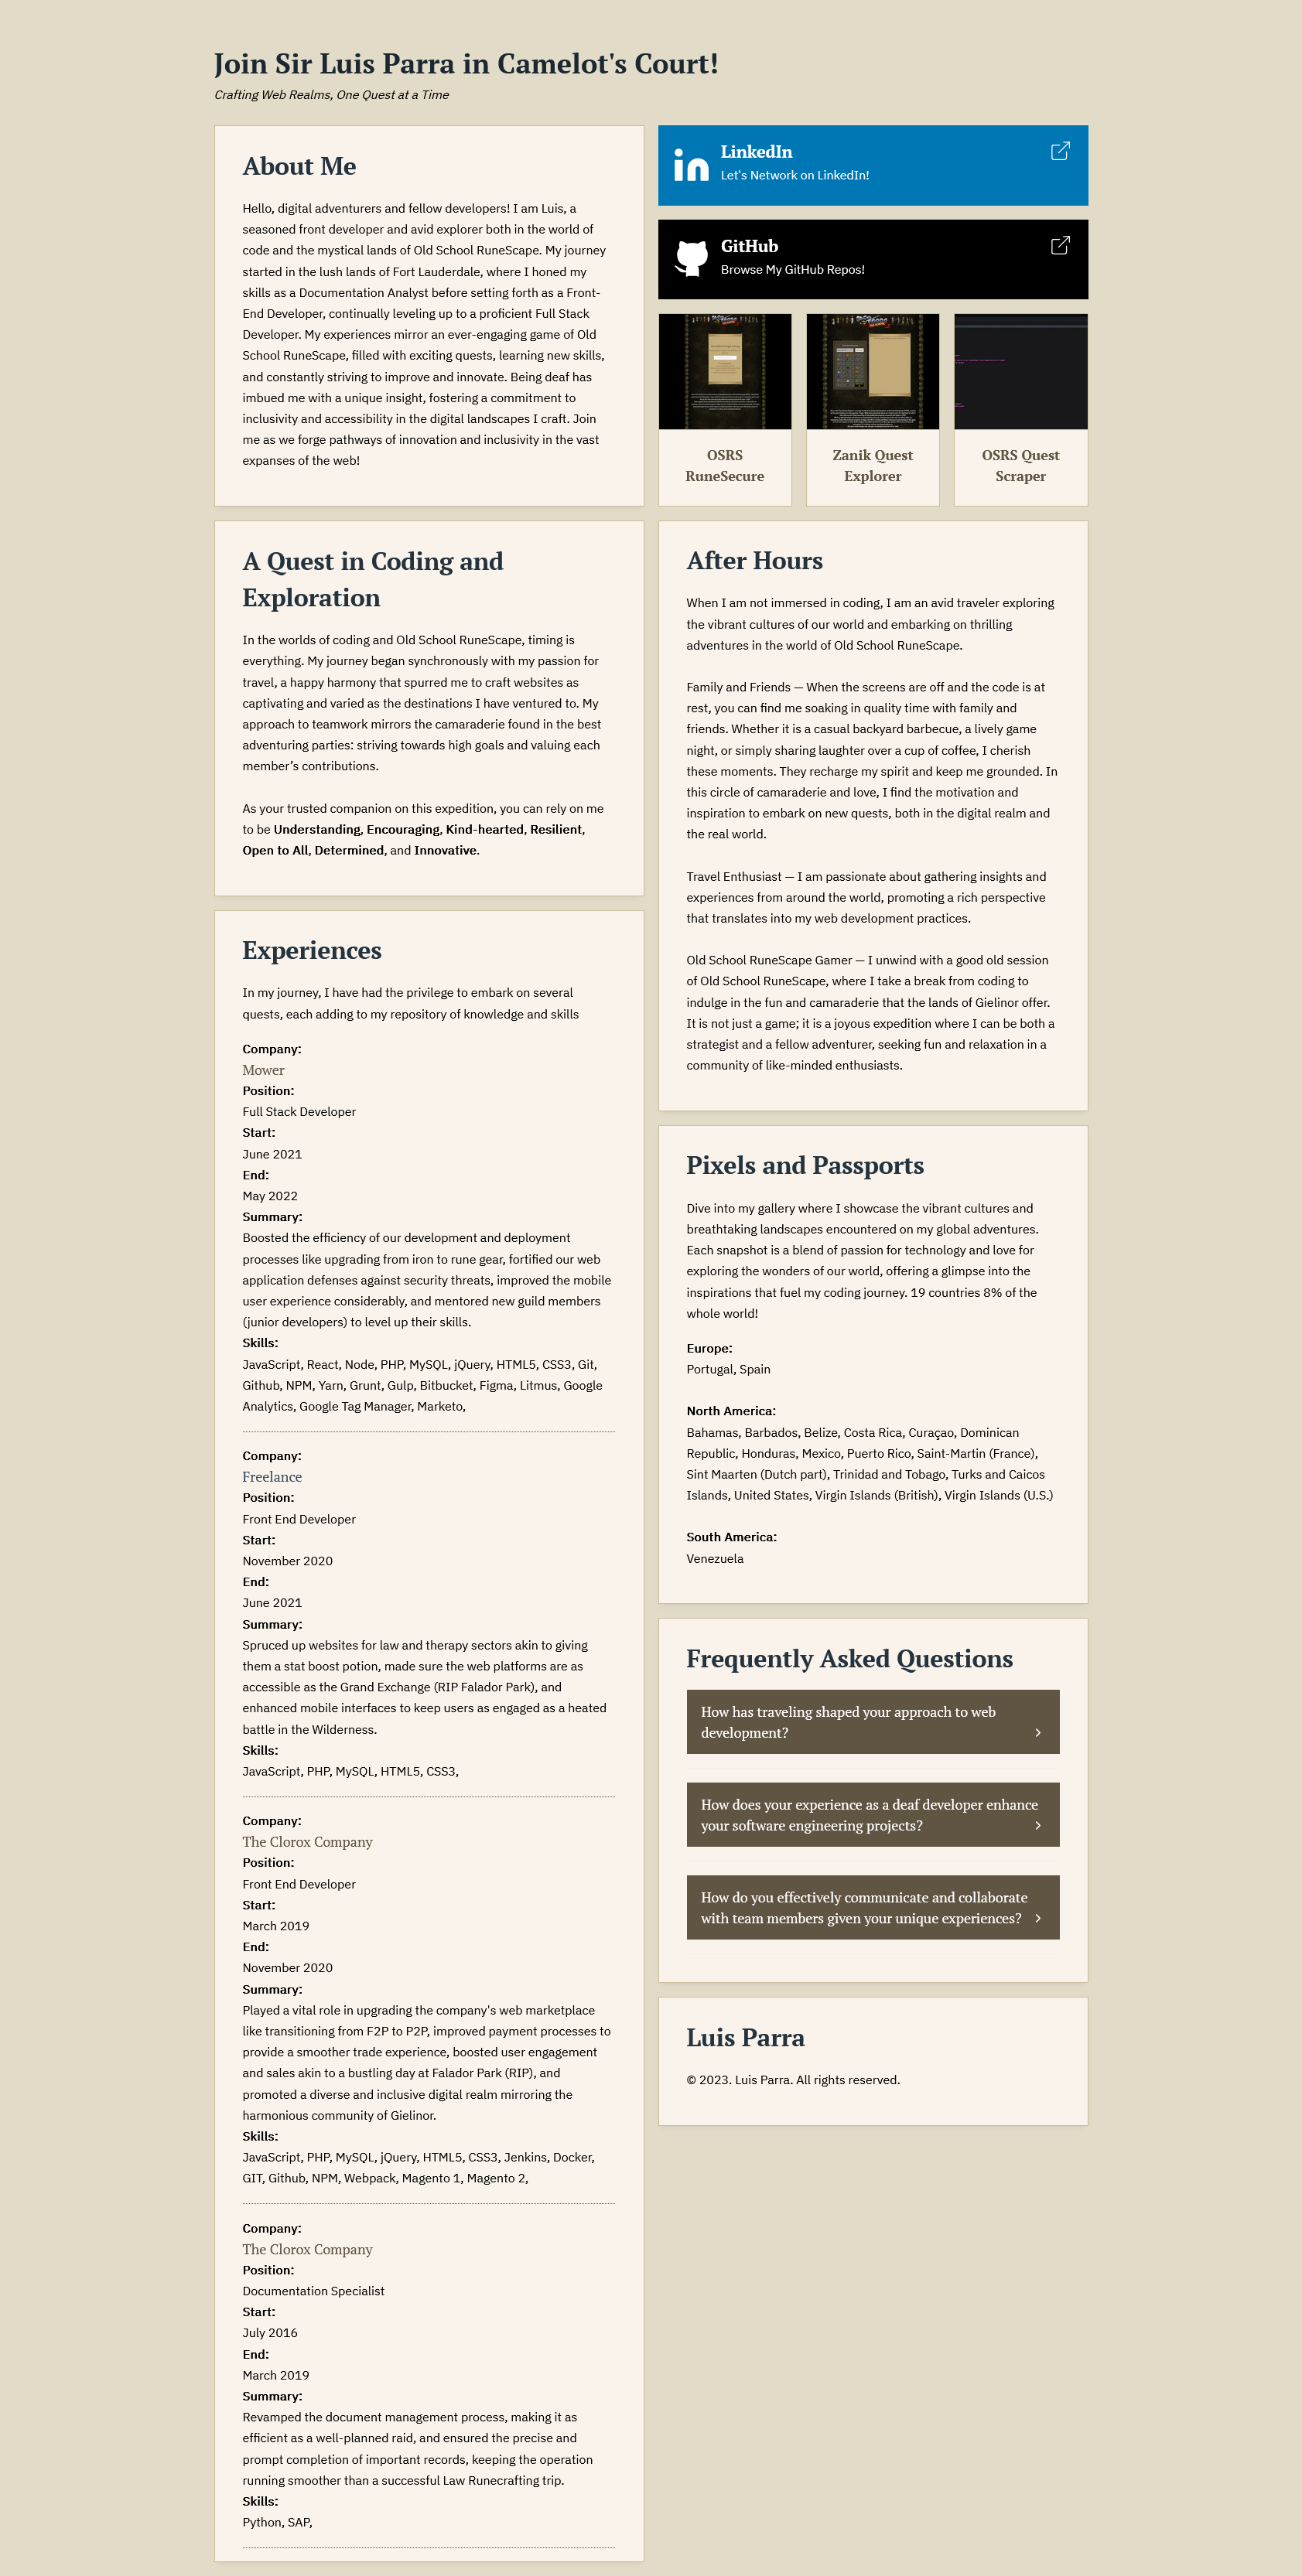 Join Sir Luis Parra in Camelot's Court!
Crafting Web Realms, One Quest at a Time
About Me
Hello, digital adventurers and fellow developers! I am Luis, a
seasoned front developer and avid explorer both in the world of
code and the mystical lands of Old School RuneScape. My journey
started in the lush lands of Fort Lauderdale, where I honed my
skills as a Documentation Analyst before setting forth as a Front-
End Developer, continually leveling up to a proficient Full Stack
Developer. My experiences mirror an ever-engaging game of Old
School RuneScape, filled with exciting quests, learning new skills,
and constantly striving to improve and innovate. Being deaf has
imbued me with a unique insight, fostering a commitment to
inclusivity and accessibility in the digital landscapes I craft. Join
me as we forge pathways of innovation and inclusivity in the vast
expanses of the web!
LinkedIn
Let's Network on LinkedIn!
GitHub
Browse My GitHub Repos!
OSRS
RuneSecure
Zanik Quest
Explorer
OSRS Quest
Scraper
A Quest in Coding and
Exploration
In the worlds of coding and Old School RuneScape, timing is
everything. My journey began synchronously with my passion for
travel, a happy harmony that spurred me to craft websites as
captivating and varied as the destinations I have ventured to. My
approach to teamwork mirrors the camaraderie found in the best
adventuring parties: striving towards high goals and valuing each
member’s contributions.
As your trusted companion on this expedition, you can rely on me
to be Understanding, Encouraging, Kind-hearted, Resilient,
Open to All, Determined, and Innovative.
Experiences
In my journey, I have had the privilege to embark on several
quests, each adding to my repository of knowledge and skills
Company:
Mower
Position:
Full Stack Developer
Start:
June 2021
End:
May 2022
Summary:
Boosted the efficiency of our development and deployment
processes like upgrading from iron to rune gear, fortified our web
application defenses against security threats, improved the mobile
user experience considerably, and mentored new guild members
(junior developers) to level up their skills.
Skills:
JavaScript, React, Node, PHP, MySQL, jQuery, HTML5, CSS3, Git,
Github, NPM, Yarn, Grunt, Gulp, Bitbucket, Figma, Litmus, Google
Analytics, Google Tag Manager, Marketo,
Company:
Freelance
Position:
Front End Developer
Start:
November 2020
End:
June 2021
Summary:
Spruced up websites for law and therapy sectors akin to giving
them a stat boost potion, made sure the web platforms are as
accessible as the Grand Exchange (RIP Falador Park), and
enhanced mobile interfaces to keep users as engaged as a heated
battle in the Wilderness.
Skills:
JavaScript, PHP, MySQL, HTML5, CSS3,
Company:
The Clorox Company
Position:
Front End Developer
Start:
March 2019
End:
November 2020
Summary:
Played a vital role in upgrading the company's web marketplace
like transitioning from F2P to P2P, improved payment processes to
provide a smoother trade experience, boosted user engagement
and sales akin to a bustling day at Falador Park (RIP), and
promoted a diverse and inclusive digital realm mirroring the
harmonious community of Gielinor.
Skills:
JavaScript, PHP, MySQL, jQuery, HTML5, CSS3, Jenkins, Docker,
GIT, Github, NPM, Webpack, Magento 1, Magento 2,
Company:
The Clorox Company
Position:
Documentation Specialist
Start:
July 2016
End:
March 2019
Summary:
Revamped the document management process, making it as
efficient as a well-planned raid, and ensured the precise and
prompt completion of important records, keeping the operation
running smoother than a successful Law Runecrafting trip.
Skills:
Python, SAP,
After Hours
When I am not immersed in coding, I am an avid traveler exploring
the vibrant cultures of our world and embarking on thrilling
adventures in the world of Old School RuneScape.
Family and Friends — When the screens are off and the code is at
rest, you can find me soaking in quality time with family and
friends. Whether it is a casual backyard barbecue, a lively game
night, or simply sharing laughter over a cup of coffee, I cherish
these moments. They recharge my spirit and keep me grounded. In
this circle of camaraderie and love, I find the motivation and
inspiration to embark on new quests, both in the digital realm and
the real world.
Travel Enthusiast — I am passionate about gathering insights and
experiences from around the world, promoting a rich perspective
that translates into my web development practices.
Old School RuneScape Gamer — I unwind with a good old session
of Old School RuneScape, where I take a break from coding to
indulge in the fun and camaraderie that the lands of Gielinor offer.
It is not just a game; it is a joyous expedition where I can be both a
strategist and a fellow adventurer, seeking fun and relaxation in a
community of like-minded enthusiasts.
Pixels and Passports
Dive into my gallery where I showcase the vibrant cultures and
breathtaking landscapes encountered on my global adventures.
Each snapshot is a blend of passion for technology and love for
exploring the wonders of our world, offering a glimpse into the
inspirations that fuel my coding journey. 19 countries 8% of the
whole world!
Europe:
Portugal, Spain
North America:
Bahamas, Barbados, Belize, Costa Rica, Curaçao, Dominican
Republic, Honduras, Mexico, Puerto Rico, Saint-Martin (France),
Sint Maarten (Dutch part), Trinidad and Tobago, Turks and Caicos
Islands, United States, Virgin Islands (British), Virgin Islands (U.S.)
South America:
Venezuela
Frequently Asked Questions
How has traveling shaped your approach to web
development?
How does your experience as a deaf developer enhance
your software engineering projects?
How do you effectively communicate and collaborate
with team members given your unique experiences?
Luis Parra
© 2023. Luis Parra. All rights reserved.